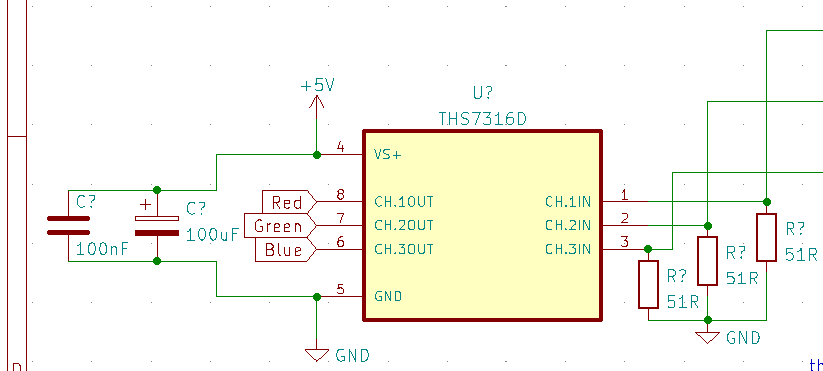 +5V
U?
THS7316D
4
VS+
C?
+
C?
100nF
100uF
Red
8
CH.1OUT
CH.1IN
1
Green
7
CH.2OUT
CH.2IN
2
Blue
6
CH.3OUT
CH.3IN
3
R?
51R
R?
51R
R?
51R
5
GND
GND
GND
D
th